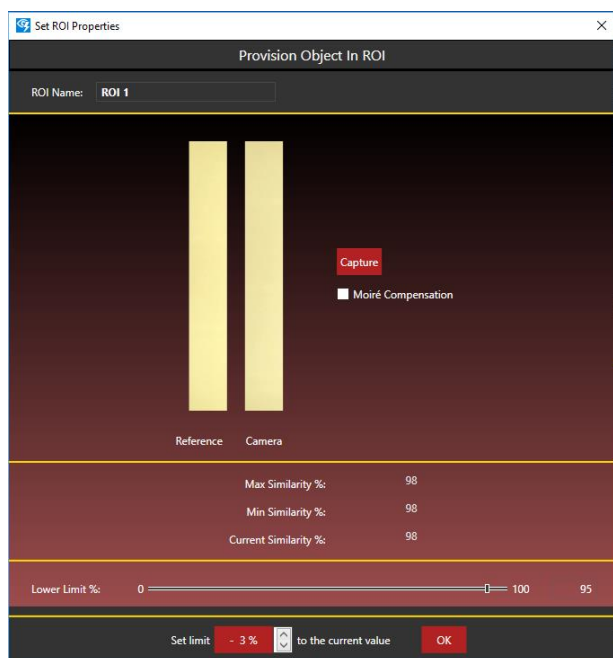 Set ROI Properties
Provision Object In ROI
ROI Name: ROI 1
Capture
Moiré Compensation
Reference Camera
Max Similarity %: 98
Min Similarity %: 98
Current Similarity %: 98
Lower Limit %: 0 100 95
Set limit - 3 % to the current value OK